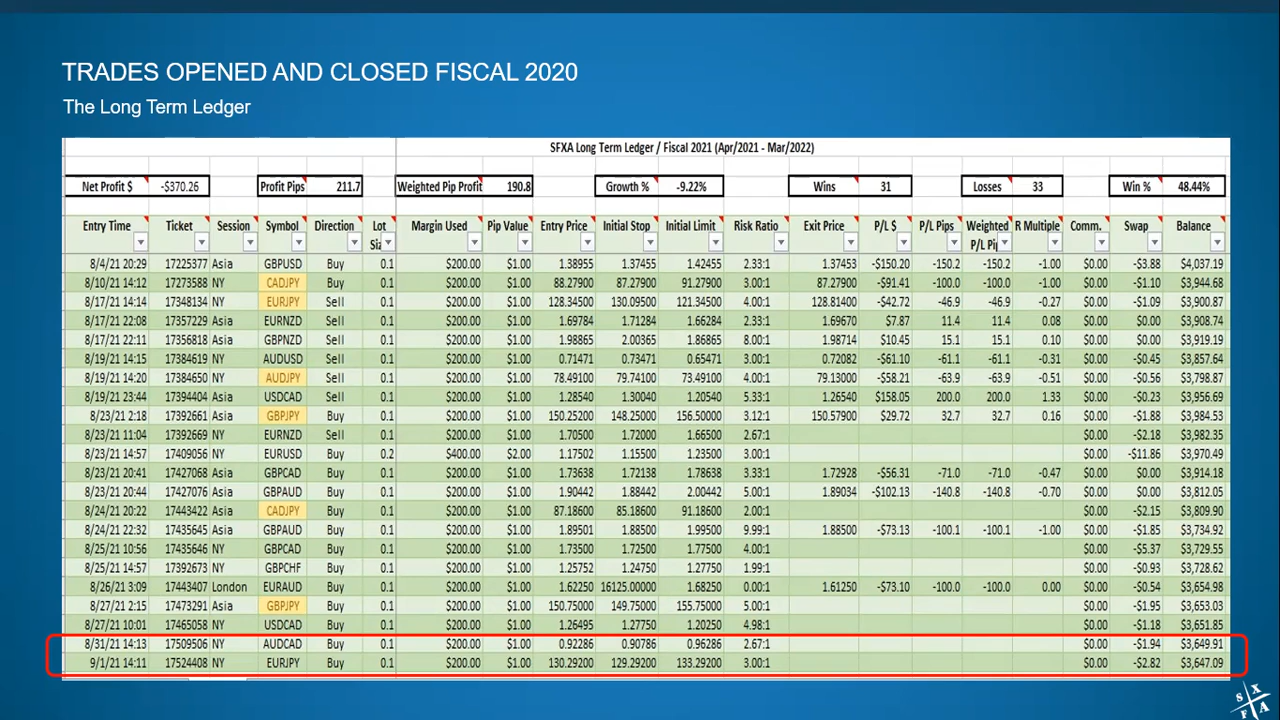 TRADES OPENED AND CLOSED FISCAL 2020
The Long Term Ledger
SFXA Long Term Ledger / Fiscal 2021 (Apr/2021 - Mar/2022)
Net Profit $ -$370.26 Profit Pips 211.7 Weighted Pip Profit 190.8 Growth % -9.22% Wins 31 Losses 33 Win % 48.44%
Entry Time Ticket Session Symbol Direction Lot Margin Used Pip Value Entry Price Initial Stop Initial Limit Risk Ratio Exit Price P/L $ P/L Pips Weighted R Multiple Comm. Swap Balance
8/4/21 20:29 17225377 Asia GBPUSD Buy 0.1 $200.00 $1.00 1.38955 1.37455 1.42455 2.33:1 1.37453 -$150.20 -150.2 -150.2 -1.00 $0.00 -$3.88 $4,037.19
8/10/21 14:12 17273588 NY CADJPY Buy 0.1 $200.00 $1.00 88.27900 87.27900 91.27900 3.00:1 87.27900 -$91.41 -100.0 -100.0 -1.00 $0.00 -$1.10 $3,944.68
8/17/21 14:14 17348134 NY EURJPY Sell 0.1 $200.00 $1.00 128.34500 130.09500 121.34500 4.00:1 128.81400 -$42.72 -46.9 -46.9 -0.27 $0.00 -$1.09 $3,900.87
8/17/21 22:08 17357229 Asia EURNZD Sell 0.1 $200.00 $1.00 1.69784 1.71284 1.66284 2.33:1 1.69670 $7.87 11.4 11.4 0.08 $0.00 $0.00 $3,908.74
8/17/21 22:11 17356818 Asia GBPNZD Sell 0.1 $200.00 $1.00 1.98865 2.00365 1.86865 8.00:1 1.98714 $10.45 15.1 15.1 0.10 $0.00 $0.00 $3,919.19
8/19/21 14:15 17384619 NY AUDUSD Sell 0.1 $200.00 $1.00 0.71471 0.73471 0.65471 3.00:1 0.72082 -$61.10 -61.1 -61.1 -0.31 $0.00 -$0.45 $3,857.64
8/19/21 14:20 17384650 NY AUDJPY Sell 0.1 $200.00 $1.00 78.49100 79.74100 73.49100 4.00:1 79.13000 -$58.21 -63.9 -63.9 -0.51 $0.00 -$0.56 $3,798.87
8/19/21 23:44 17394404 Asia USDCAD Sell 0.1 $200.00 $1.00 1.28540 1.30040 1.20540 5.33:1 1.26540 $158.05 200.0 200.0 1.33 $0.00 -$0.23 $3,956.69
8/23/21 2:18 17392661 Asia GBPJPY Buy 0.1 $200.00 $1.00 150.25200 148.25000 156.50000 3.12:1 150.57900 $29.72 32.7 32.7 0.16 $0.00 -$1.88 $3,984.53
8/23/21 11:04 17392669 NY EURNZD Sell 0.1 $200.00 $1.00 1.70500 1.72000 1.66500 2.67:1 $0.00 -$2.18 $3,982.35
8/23/21 14:57 17409056 NY EURUSD Buy 0.2 $400.00 $2.00 1.17502 1.15500 1.23500 3.00:1 $0.00 -$11.86 $3,970.49
8/23/21 20:41 17427068 Asia GBPCAD Buy 0.1 $200.00 $1.00 1.73638 1.72138 1.78638 3.33:1 1.72928 -$56.31 -71.0 -71.0 -0.47 $0.00 $0.00 $3,914.18
8/23/21 20:44 17427076 Asia GBPAUD Buy 0.1 $200.00 $1.00 1.90442 1.88442 2.00442 5.00:1 1.89034 -$102.13 -140.8 -140.8 -0.70 $0.00 $0.00 $3,812.05
8/24/21 20:22 17443422 Asia CADJPY Buy 0.1 $200.00 $1.00 87.18600 85.18600 91.18600 2.00:1 $0.00 -$2.15 $3,809.90
8/24/21 22:32 17435645 Asia GBPAUD Buy 0.1 $200.00 $1.00 1.89501 1.88500 1.99500 9.99:1 1.88500 -$73.13 -100.1 -100.1 -1.00 $0.00 -$1.85 $3,734.92
8/25/21 10:56 17435646 NY GBPCAD Buy 0.1 $200.00 $1.00 1.73500 1.72500 1.77500 4.00:1 $0.00 -$5.37 $3,729.55
8/25/21 14:57 17392673 NY GBPCHF Buy 0.1 $200.00 $1.00 1.25752 1.24750 1.27750 1.99:1 $0.00 -$0.93 $3,728.62
8/26/21 3:09 17443407 London EURAUD Buy 0.1 $200.00 $1.00 1.62250 16125.00000 1.68250 0.00:1 1.61250 -$73.10 -100.0 -100.0 0.00 $0.00 -$0.54 $3,654.98
8/27/21 2:15 17473291 Asia GBPJPY Buy 0.1 $200.00 $1.00 150.75000 149.75000 155.75000 5.00:1 $0.00 -$1.95 $3,653.03
8/27/21 10:01 17465058 NY USDCAD Buy 0.1 $200.00 $1.00 1.26495 1.27750 1.20250 4.98:1 $0.00 -$1.18 $3,651.85
8/31/21 14:13 17509506 NY AUDCAD Buy 0.1 $200.00 $1.00 0.92286 0.90786 0.96286 2.67:1 $0.00 -$1.94 $3,649.91
9/1/21 14:11 17524408 NY EURJPY Buy 0.1 $200.00 $1.00 130.29200 129.29200 133.29200 3.00:1 $0.00 -$2.82 $3,647.09
S X
F A